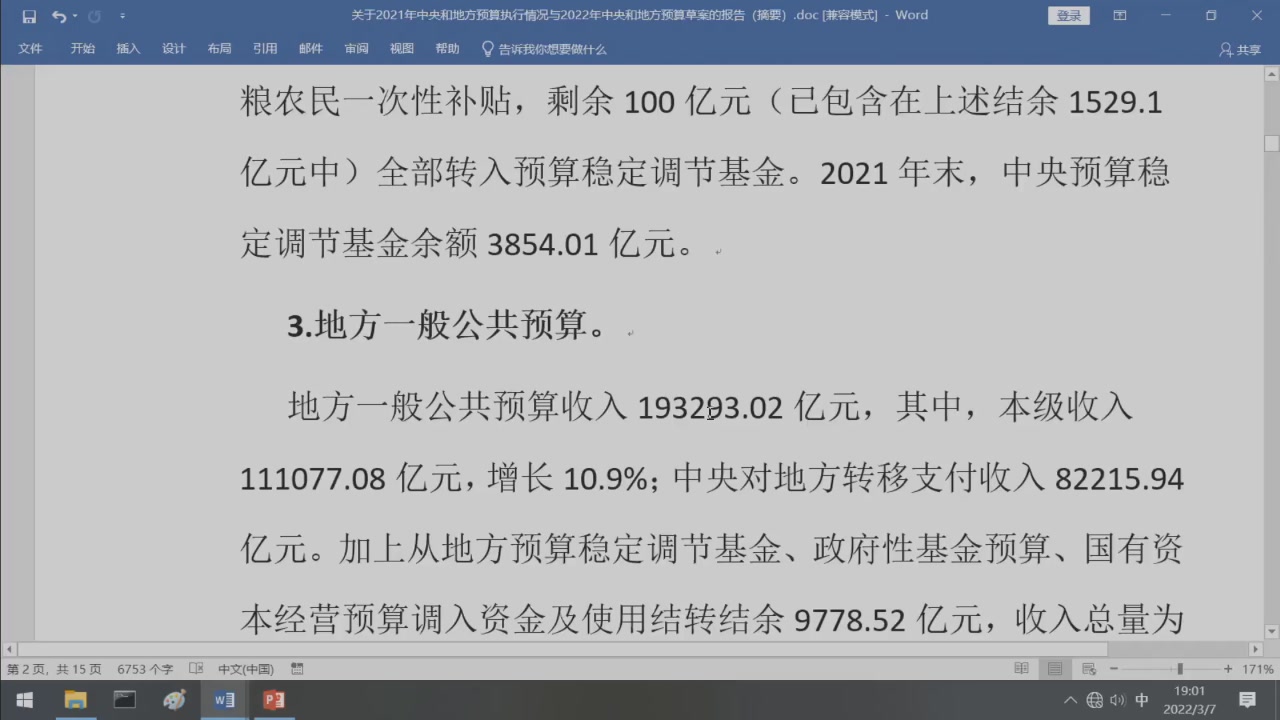 关于2021年中央和地方预算执行情况与2022年中央和地方预算草案的报告（摘要）.doc [兼容模式] - Word
登录
文件 开始 插入 设计 布局 引用 邮件 审阅 视图 帮助 告诉我你想要做什么 共享
粮农民一次性补贴，剩余 100 亿元（已包含在上述结余 1529.1
亿元中）全部转入预算稳定调节基金。2021 年末，中央预算稳
定调节基金余额 3854.01 亿元。
3.地方一般公共预算。
地方一般公共预算收入 193293.02 亿元，其中，本级收入
111077.08 亿元，增长 10.9%；中央对地方转移支付收入 82215.94
亿元。加上从地方预算稳定调节基金、政府性基金预算、国有资
本经营预算调入资金及使用结转结余 9778.52 亿元，收入总量为
第 2 页，共 15 页 6753 个字 中文(中国) 171%
中 19:01
2022/3/7